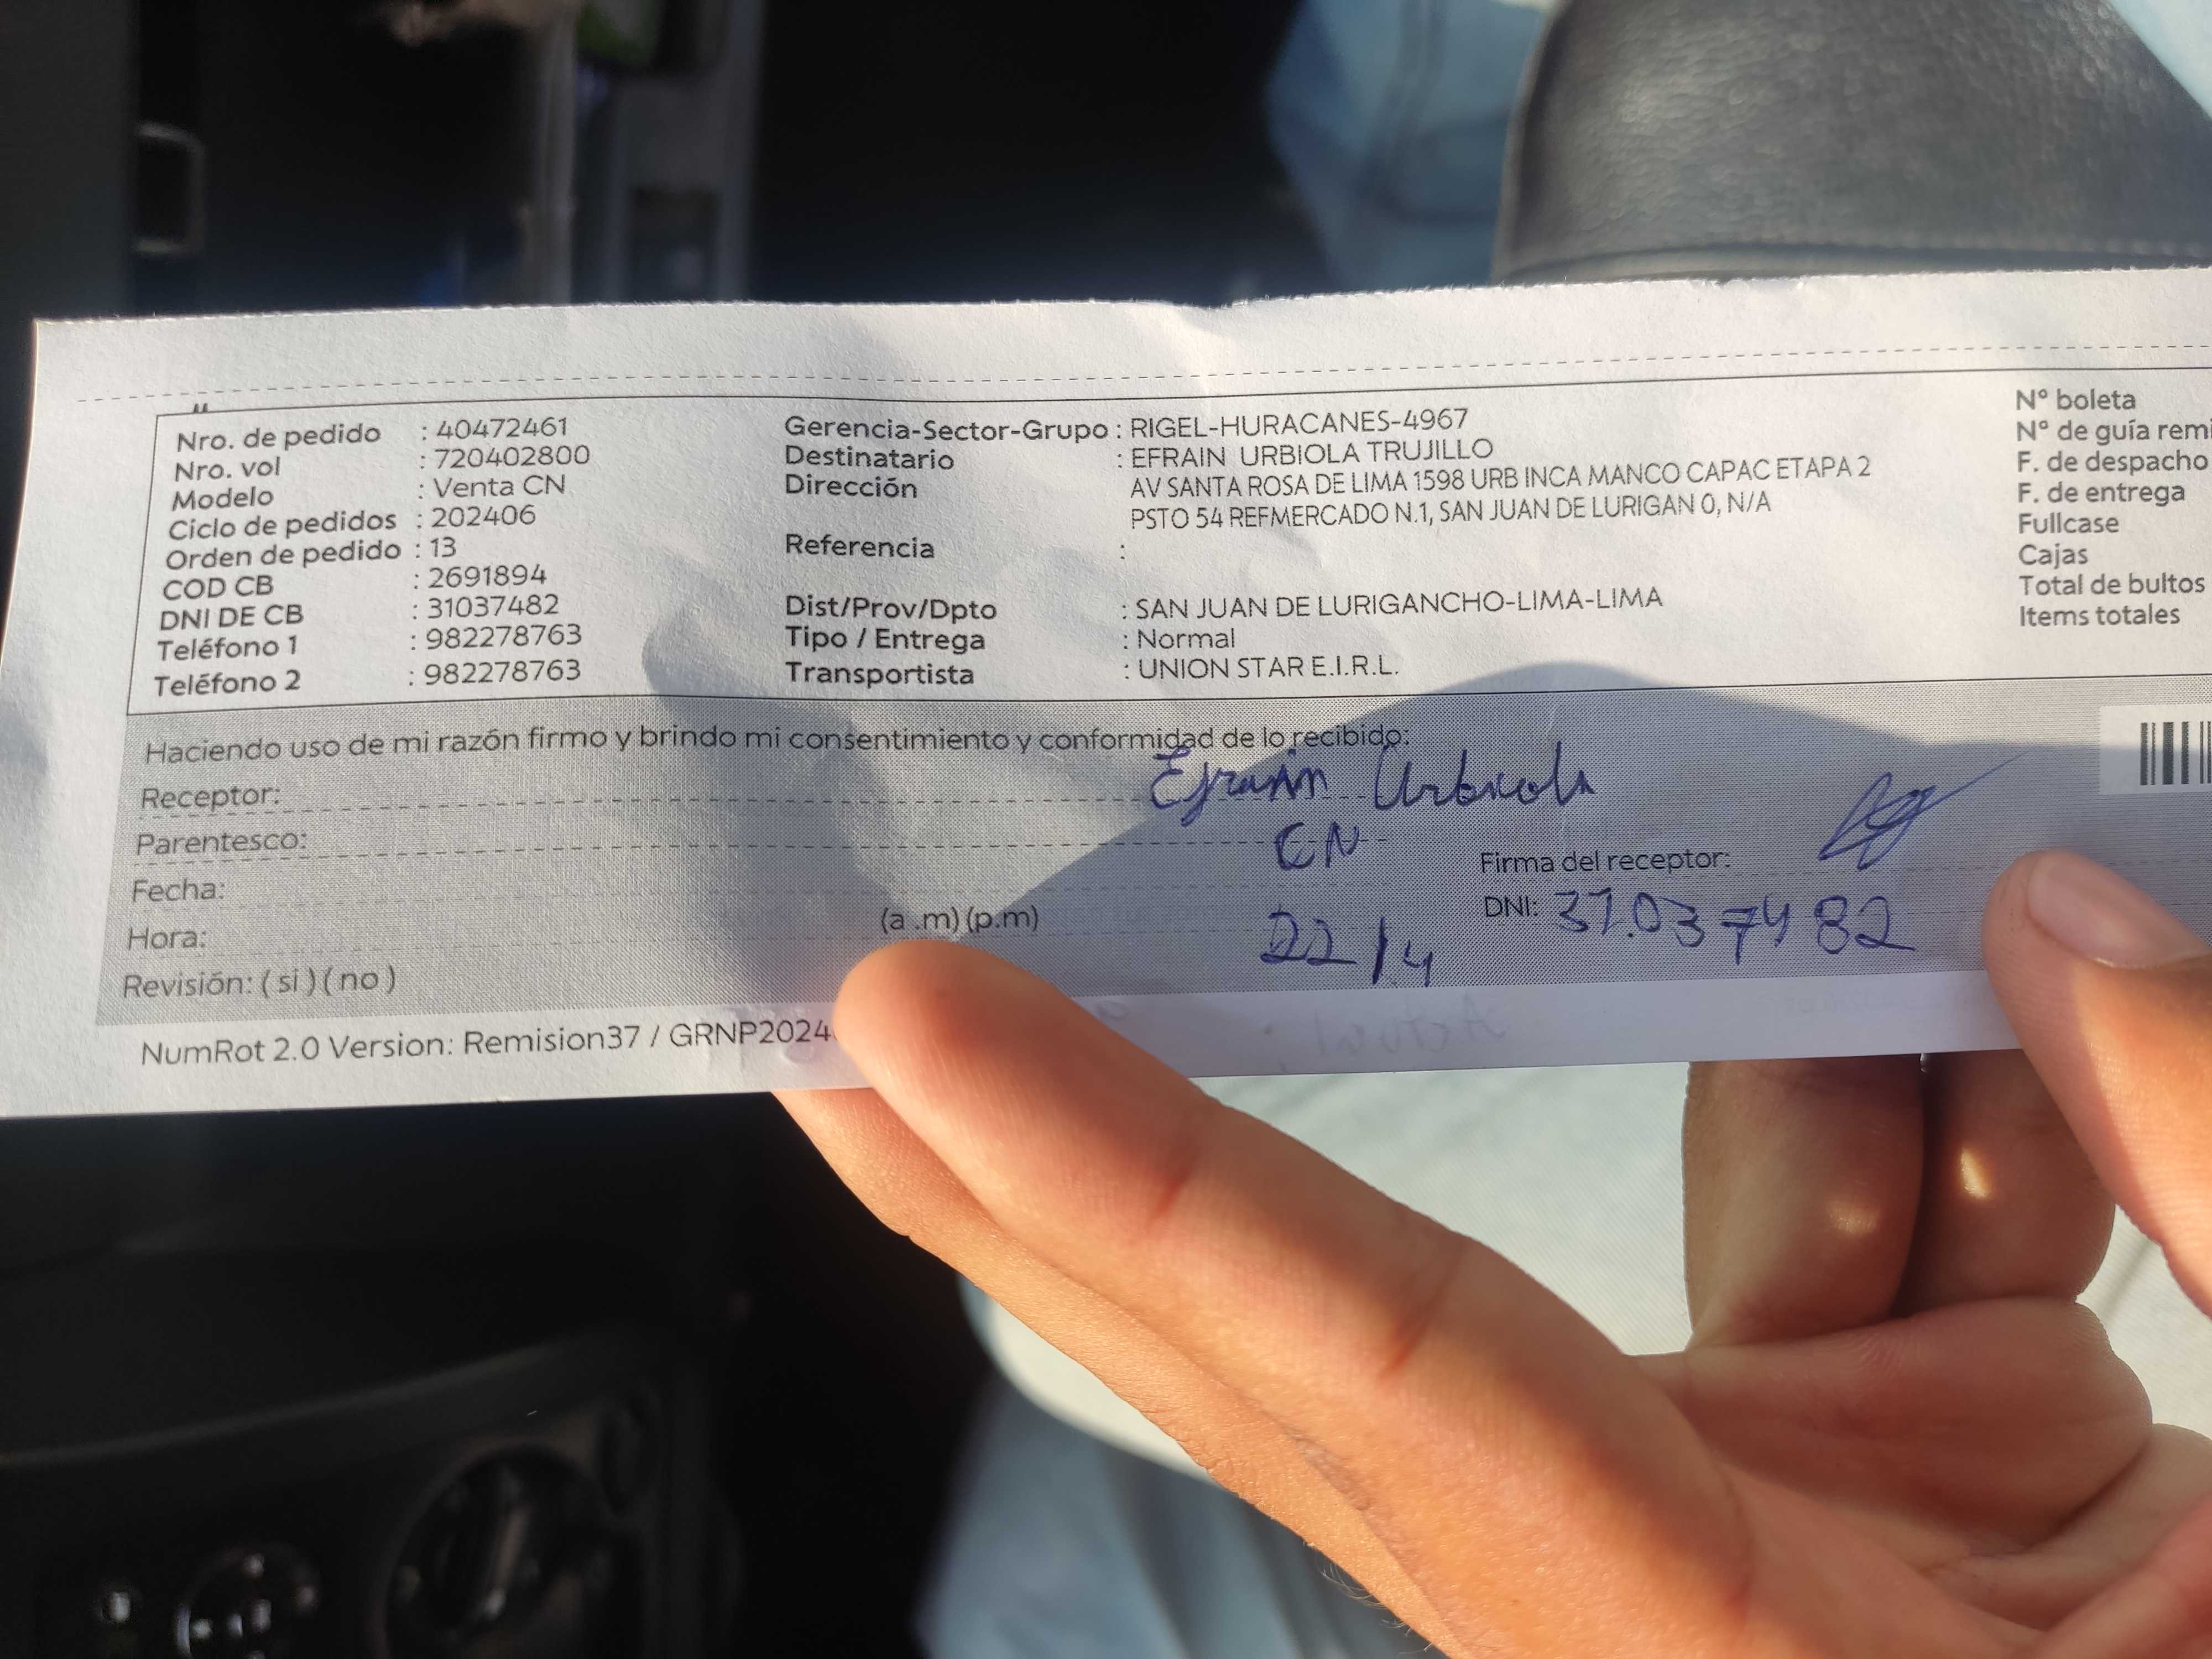 Nro. de pedido : 40472461
Nro. vol : 720402800
Modelo : Venta CN
Ciclo de pedidos : 202406
Orden de pedido : 13
COD CB : 2691894
DNI DE CB : 31037482
Teléfono 1 : 982278763
Teléfono 2 : 982278763
Gerencia-Sector-Grupo : RIGEL-HURACANES-4967
Destinatario : EFRAIN URBIOLA TRUJILLO
Dirección AV SANTA ROSA DE LIMA 1598 URB INCA MANCO CAPAC ETAPA 2
PSTO 54 REFMERCADO N.1, SAN JUAN DE LURIGAN 0, N/A
Referencia :
Dist/Prov/Dpto : SAN JUAN DE LURIGANCHO-LIMA-LIMA
Tipo / Entrega : Normal
Transportista : UNION STAR E.I.R.L.
N° boleta
N° de guía remi
F. de despacho
F. de entrega
Fullcase
Cajas
Total de bultos
Items totales
Haciendo uso de mi razón firmo y brindo mi consentimiento y conformidad de lo recibido:
Receptor: Efrain Urbiola
Parentesco: CN
Firma del receptor:
Fecha:
DNI: 31037482
Hora: (a .m) (p.m) 22/4
Revisión: ( si ) ( no )
NumRot 2.0 Version: Remision37 / GRNP2024